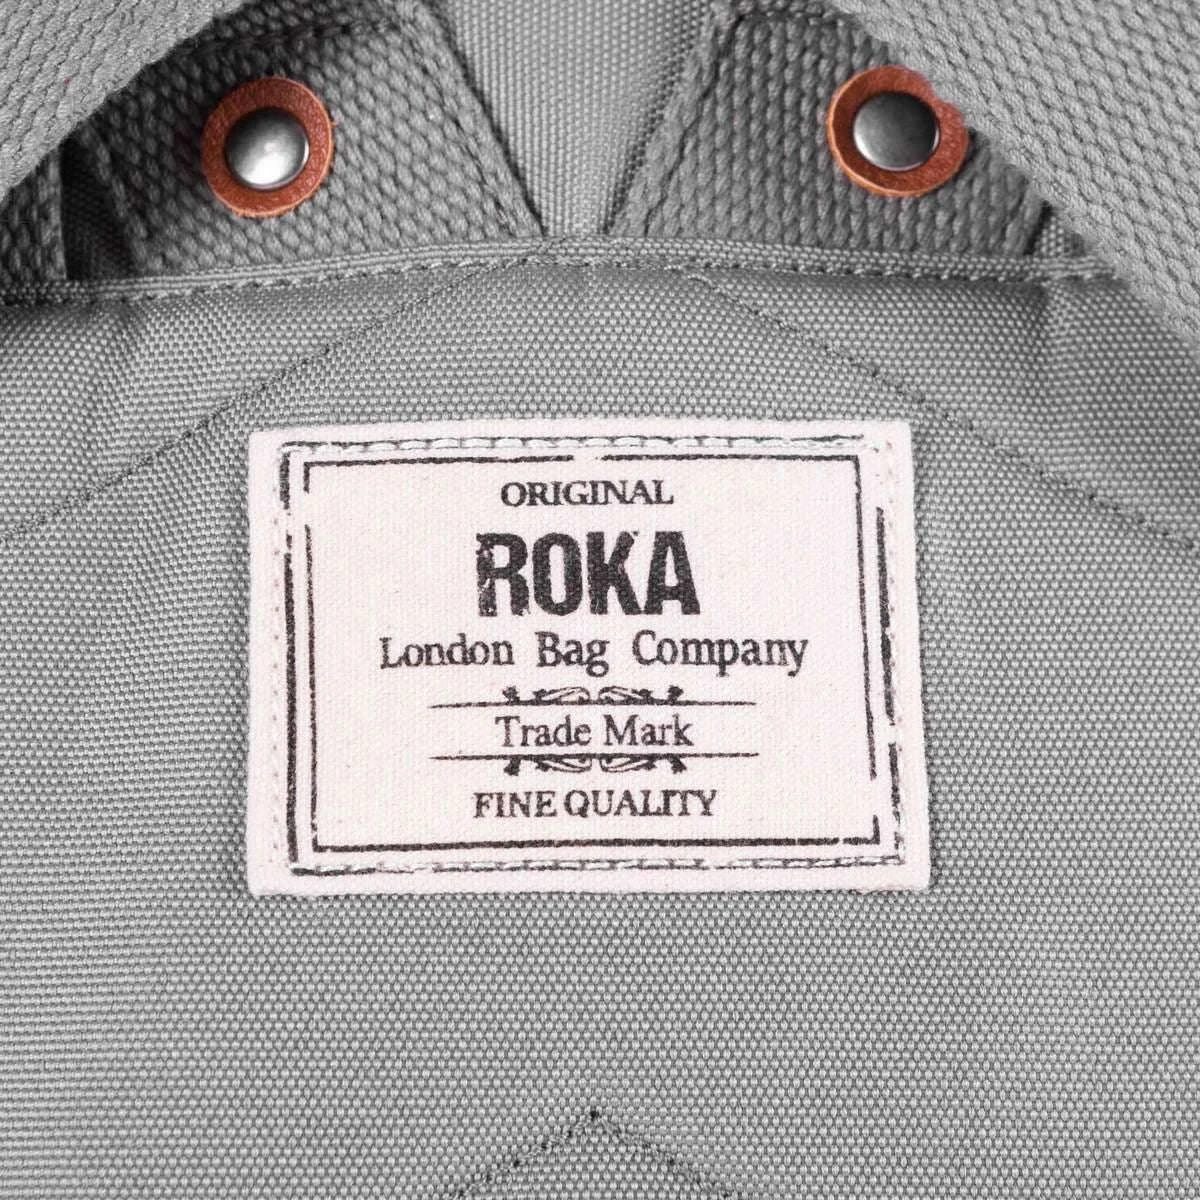 ORIGINAL
ROKA
London Bag Company
Trade Mark
FINE QUALITY